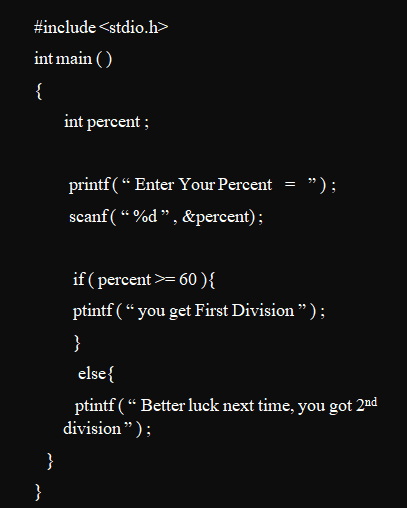 #include <stdio.h>
int main ( )
{
int percent ;
printf ( “ Enter Your Percent = ” ) ;
scanf ( “ %d ” , &percent) ;
if ( percent >= 60 ){
ptintf ( “ you get First Division ” ) ;
}
else{
ptintf ( “ Better luck next time, you got 2nd
division ” ) ;
}
}